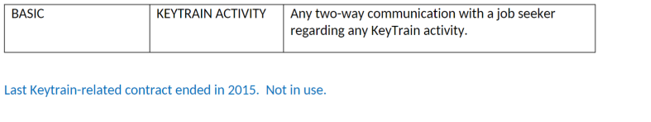 BASIC KEYTRAIN ACTIVITY Any two-way communication with a job seeker
regarding any KeyTrain activity.
Last Keytrain-related contract ended in 2015. Not in use.